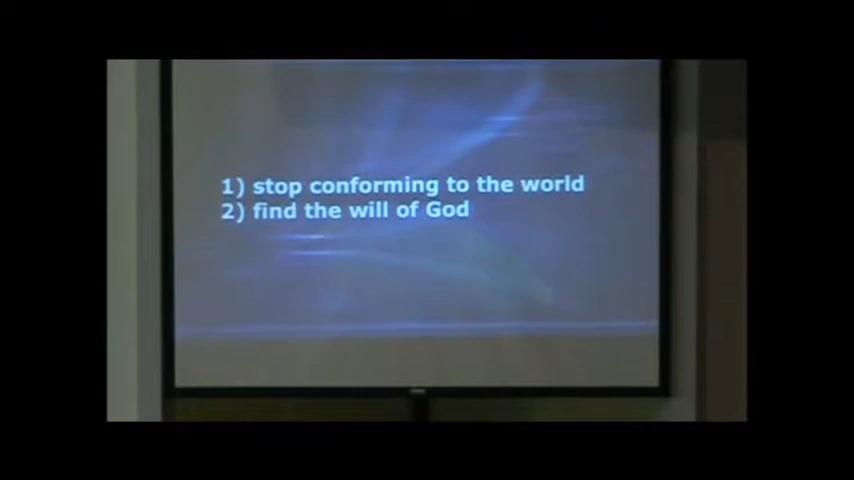 1) stop conforming to the world
2) find the will of God